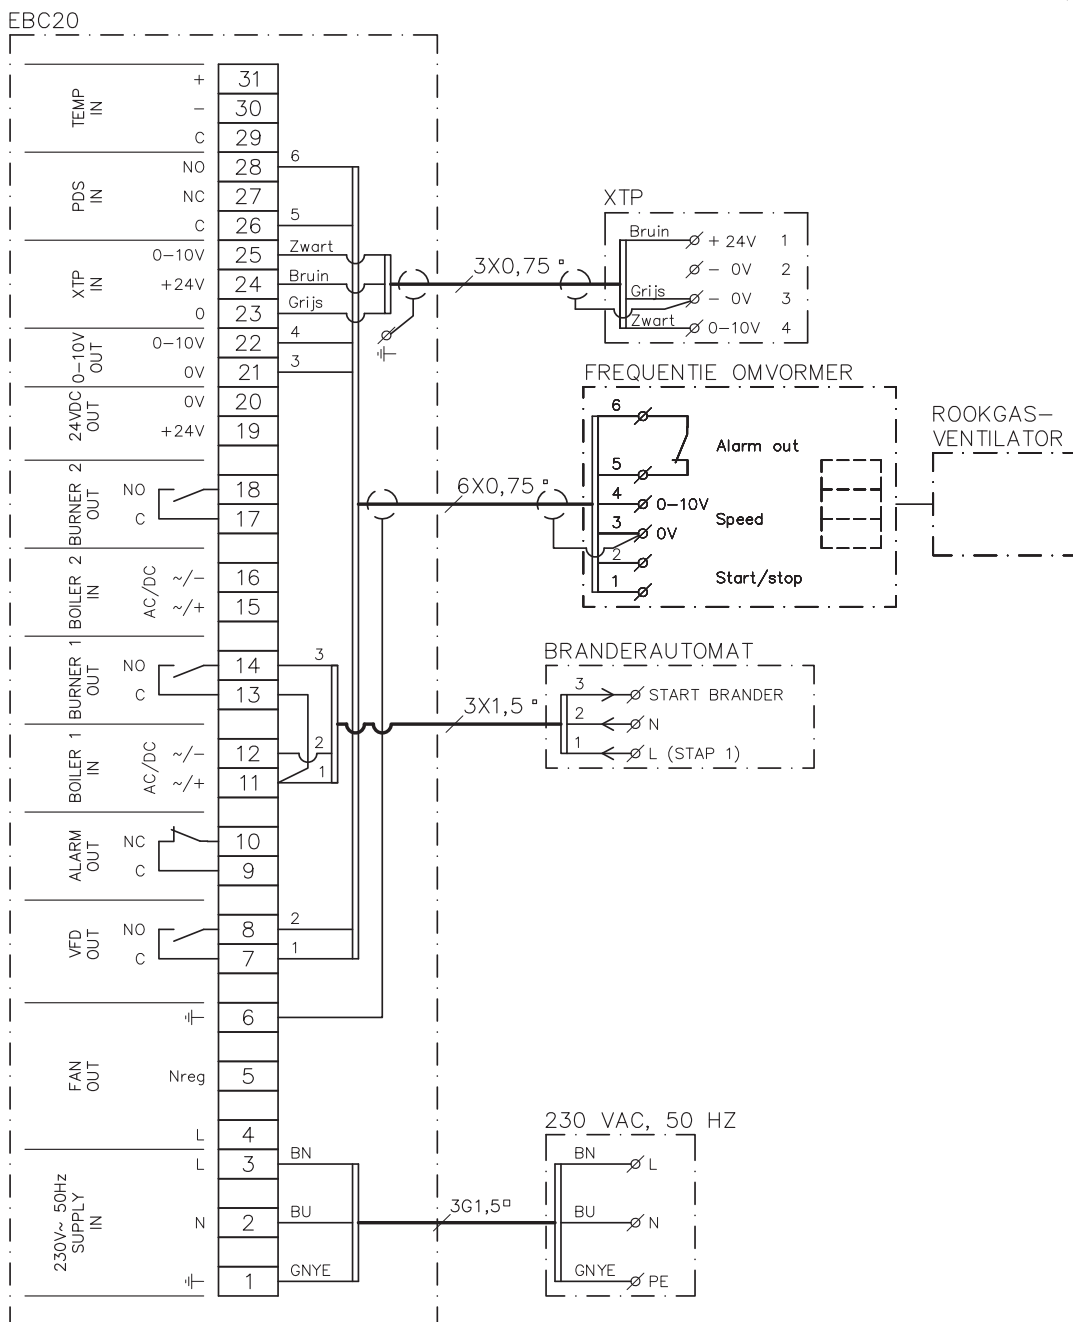 EBC20
TEMP
IN
+ 31
- 30
C 29
PDS
IN
NO 28 6
NC 27
C 26 5
XTP
IN
0-10V 25 Zwart
+24V 24 Bruin
0 23 Grijs
0-10V
OUT
0-10V 22 4
0V 21 3
24VDC
OUT
0V 20
+24V 19
BURNER 2
OUT
NO 18
C 17
BOILER 2
IN
AC/DC
~/- 16
~/+ 15
BURNER 1
OUT
NO 14 3
C 13
BOILER 1
IN
AC/DC
~/- 12 2
~/+ 11 1
ALARM
OUT
NC 10
C 9
VFD
OUT
NO 8 2
C 7 1
FAN
OUT
6
Nreg 5
L 4
230V~ 50Hz
SUPPLY
IN
L 3 BN
N 2 BU
1 GNYE
3X0,75
XTP
Bruin + 24V 1
- 0V 2
Grijs - 0V 3
Zwart 0-10V 4
6X0,75
FREQUENTIE OMVORMER
6
Alarm out
5
4 0-10V
Speed
3 0V
2
Start/stop
1
ROOKGAS-
VENTILATOR
3X1,5
BRANDERAUTOMAT
3 START BRANDER
2 N
1 L (STAP 1)
3G1,5
230 VAC, 50 HZ
BN L
BU N
GNYE PE